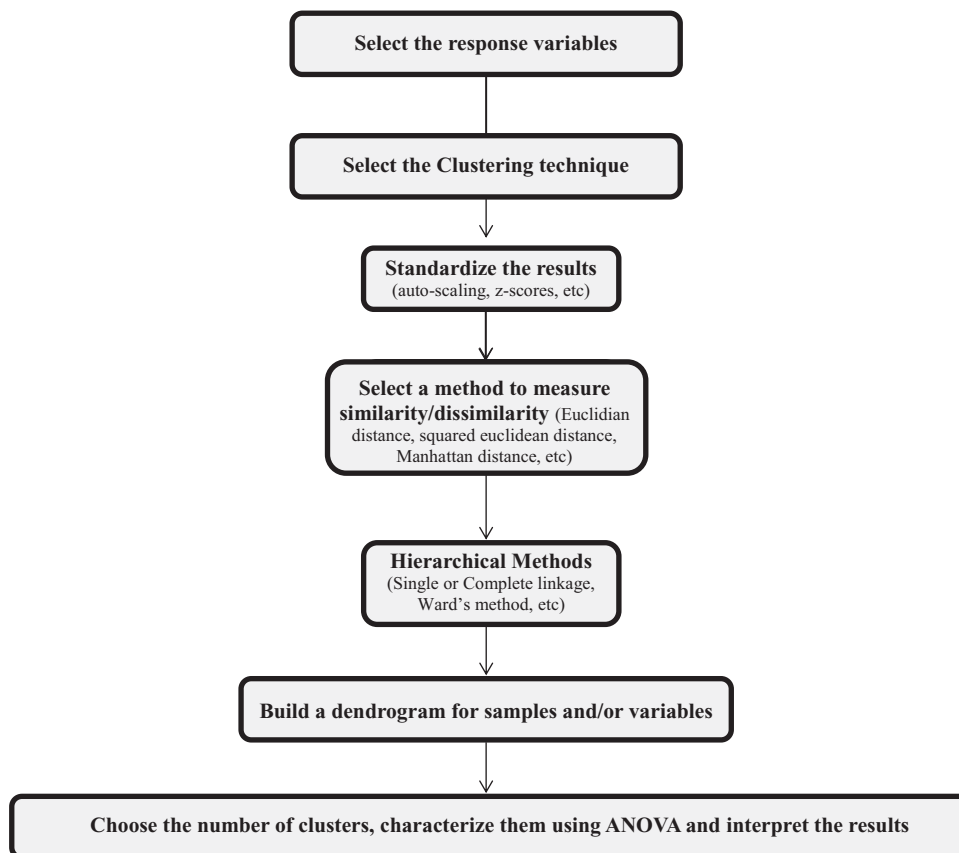 Select the response variables
Select the Clustering technique
Standardize the results
(auto-scaling, z-scores, etc)
Select a method to measure
similarity/dissimilarity (Euclidian
distance, squared euclidean distance,
Manhattan distance, etc)
Hierarchical Methods
(Single or Complete linkage,
Ward’s method, etc)
Build a dendrogram for samples and/or variables
Choose the number of clusters, characterize them using ANOVA and interpret the results